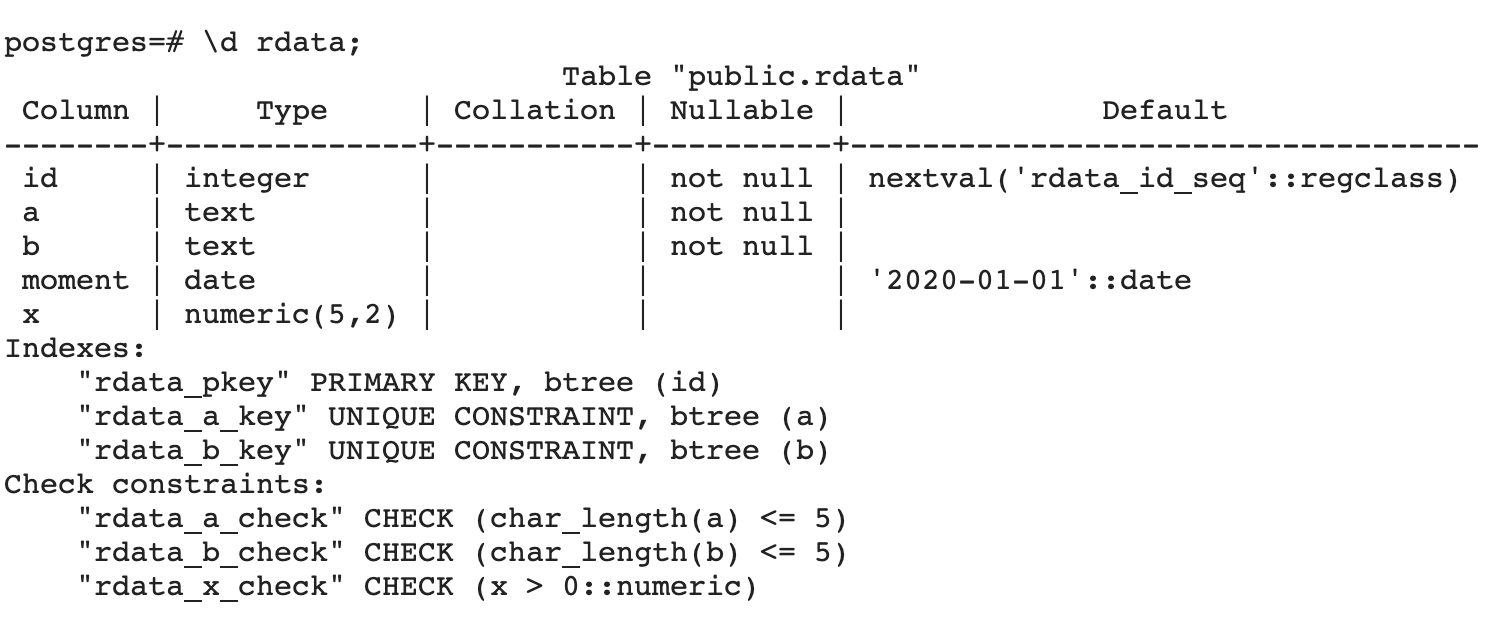 postgres=# \d rdata;
                               Table "public.rdata"
 Column |     Type     | Collation | Nullable |              Default
--------+--------------+-----------+----------+-----------------------------------
 id     | integer      |           | not null | nextval('rdata_id_seq'::regclass)
 a      | text         |           | not null |
 b      | text         |           | not null |
 moment | date         |           |          | '2020-01-01'::date
 x      | numeric(5,2) |           |          |
Indexes:
    "rdata_pkey" PRIMARY KEY, btree (id)
    "rdata_a_key" UNIQUE CONSTRAINT, btree (a)
    "rdata_b_key" UNIQUE CONSTRAINT, btree (b)
Check constraints:
    "rdata_a_check" CHECK (char_length(a) <= 5)
    "rdata_b_check" CHECK (char_length(b) <= 5)
    "rdata_x_check" CHECK (x > 0::numeric)